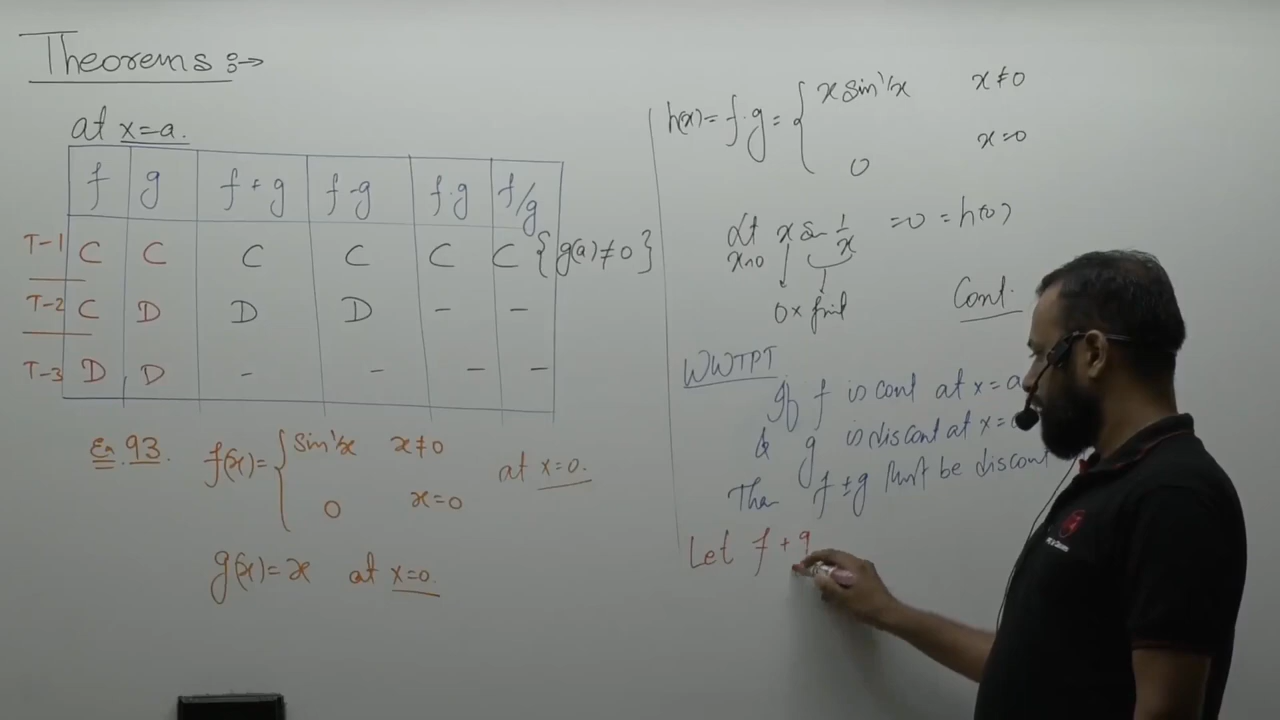 Theorems :→
at x=a.
f g f+g f-g f·g f/g
T-1 C C C C C C {g(a)≠0}
T-2 C D D D - -
T-3 D D - - - -
Ex. 93. f(x)= { sin 1/x x≠0
0 x=0
at x=0.
g(x)=x at x=0.
h(x)= f·g= { x sin 1/x x≠0
0 x=0
Lt x→0 x sin 1/x =0 =h(0)
0x finit
Cont.
WWTPT
If f is cont at x=a
& g is discont at x=
Then f±g Must be discont
Let f+g